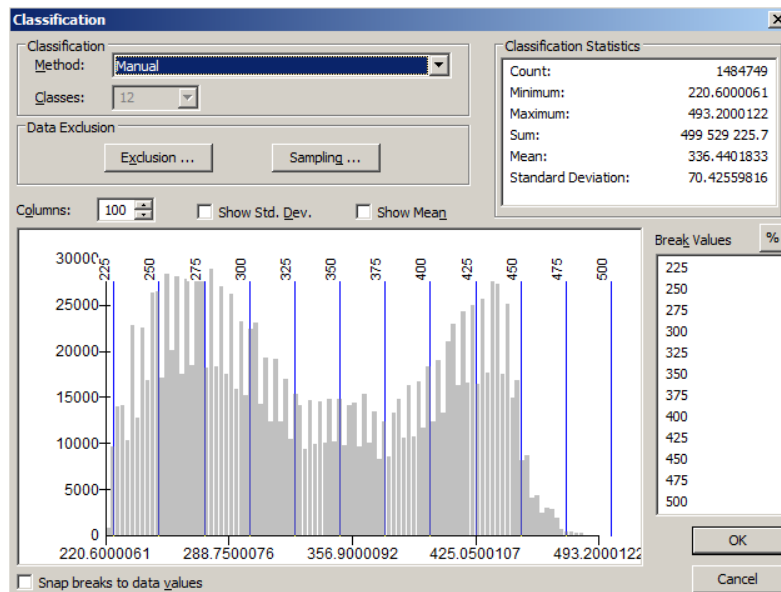 Classification
Classification
Method: Manual
Classes: 12
Data Exclusion
Exclusion ... Sampling ...
Classification Statistics
Count: 1484749
Minimum: 220.6000061
Maximum: 493.2000122
Sum: 499 529 225.7
Mean: 336.4401833
Standard Deviation: 70.42559816
Columns: 100 Show Std. Dev. Show Mean
Break Values %
225 250 275 300 325 350 375 400 425 450 475 500
30000
25000
20000
15000
10000
5000
0
220.6000061 288.7500076 356.9000092 425.0500107 493.2000122
225
250
275
300
325
350
375
400
425
450
475
500
OK
Snap breaks to data values
Cancel